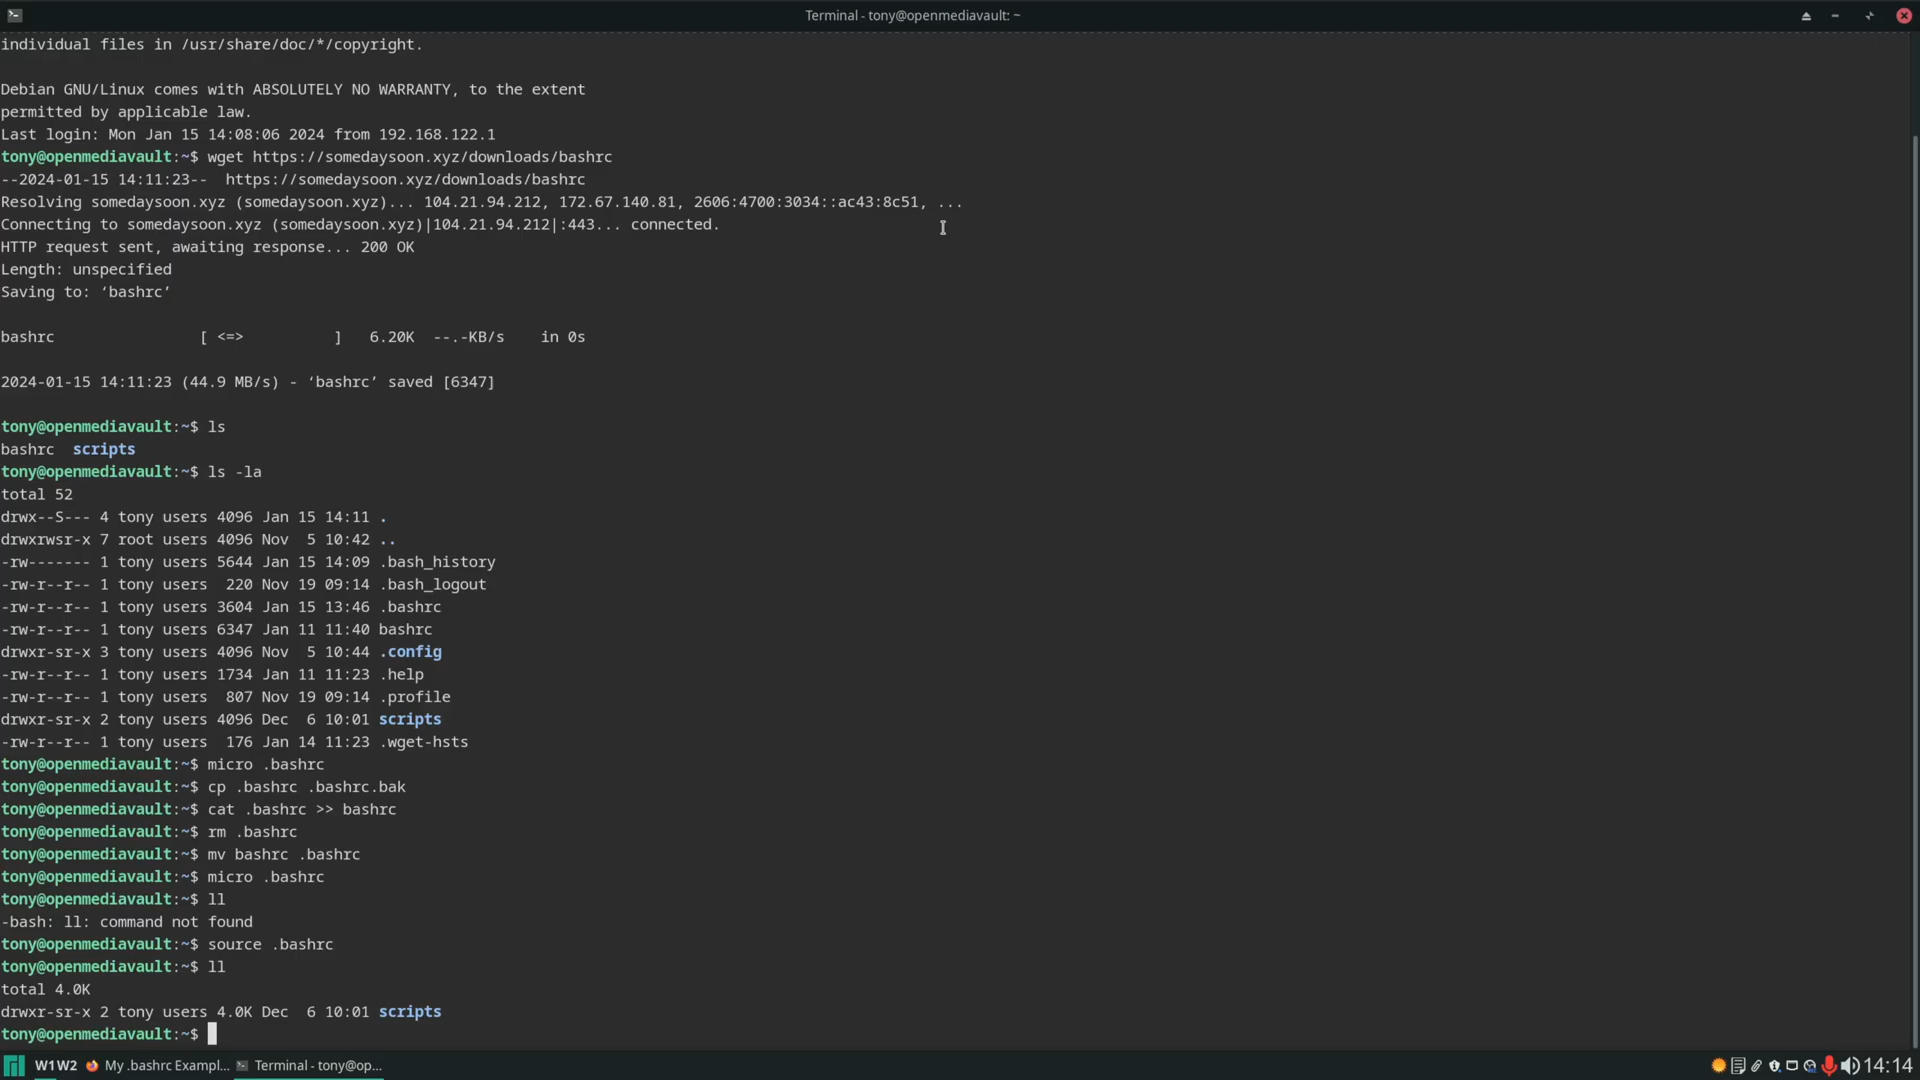 Terminal - tony@openmediavault: ~
individual files in /usr/share/doc/*/copyright.
Debian GNU/Linux comes with ABSOLUTELY NO WARRANTY, to the extent
permitted by applicable law.
Last login: Mon Jan 15 14:08:06 2024 from 192.168.122.1
tony@openmediavault:~$ wget https://somedaysoon.xyz/downloads/bashrc
--2024-01-15 14:11:23--  https://somedaysoon.xyz/downloads/bashrc
Resolving somedaysoon.xyz (somedaysoon.xyz)... 104.21.94.212, 172.67.140.81, 2606:4700:3034::ac43:8c51, ...
Connecting to somedaysoon.xyz (somedaysoon.xyz)|104.21.94.212|:443... connected.
HTTP request sent, awaiting response... 200 OK
Length: unspecified
Saving to: ‘bashrc’
bashrc                [ <=>          ]   6.20K  --.-KB/s    in 0s
2024-01-15 14:11:23 (44.9 MB/s) - ‘bashrc’ saved [6347]
tony@openmediavault:~$ ls
bashrc  scripts
tony@openmediavault:~$ ls -la
total 52
drwx--S--- 4 tony users 4096 Jan 15 14:11 .
drwxrwsr-x 7 root users 4096 Nov  5 10:42 ..
-rw------- 1 tony users 5644 Jan 15 14:09 .bash_history
-rw-r--r-- 1 tony users  220 Nov 19 09:14 .bash_logout
-rw-r--r-- 1 tony users 3604 Jan 15 13:46 .bashrc
-rw-r--r-- 1 tony users 6347 Jan 11 11:40 bashrc
drwxr-sr-x 3 tony users 4096 Nov  5 10:44 .config
-rw-r--r-- 1 tony users 1734 Jan 11 11:23 .help
-rw-r--r-- 1 tony users  807 Nov 19 09:14 .profile
drwxr-sr-x 2 tony users 4096 Dec  6 10:01 scripts
-rw-r--r-- 1 tony users  176 Jan 14 11:23 .wget-hsts
tony@openmediavault:~$ micro .bashrc
tony@openmediavault:~$ cp .bashrc .bashrc.bak
tony@openmediavault:~$ cat .bashrc >> bashrc
tony@openmediavault:~$ rm .bashrc
tony@openmediavault:~$ mv bashrc .bashrc
tony@openmediavault:~$ micro .bashrc
tony@openmediavault:~$ ll
-bash: ll: command not found
tony@openmediavault:~$ source .bashrc
tony@openmediavault:~$ ll
total 4.0K
drwxr-sr-x 2 tony users 4.0K Dec  6 10:01 scripts
tony@openmediavault:~$
W1W2 My .bashrc Exampl... Terminal - tony@op... 14:14